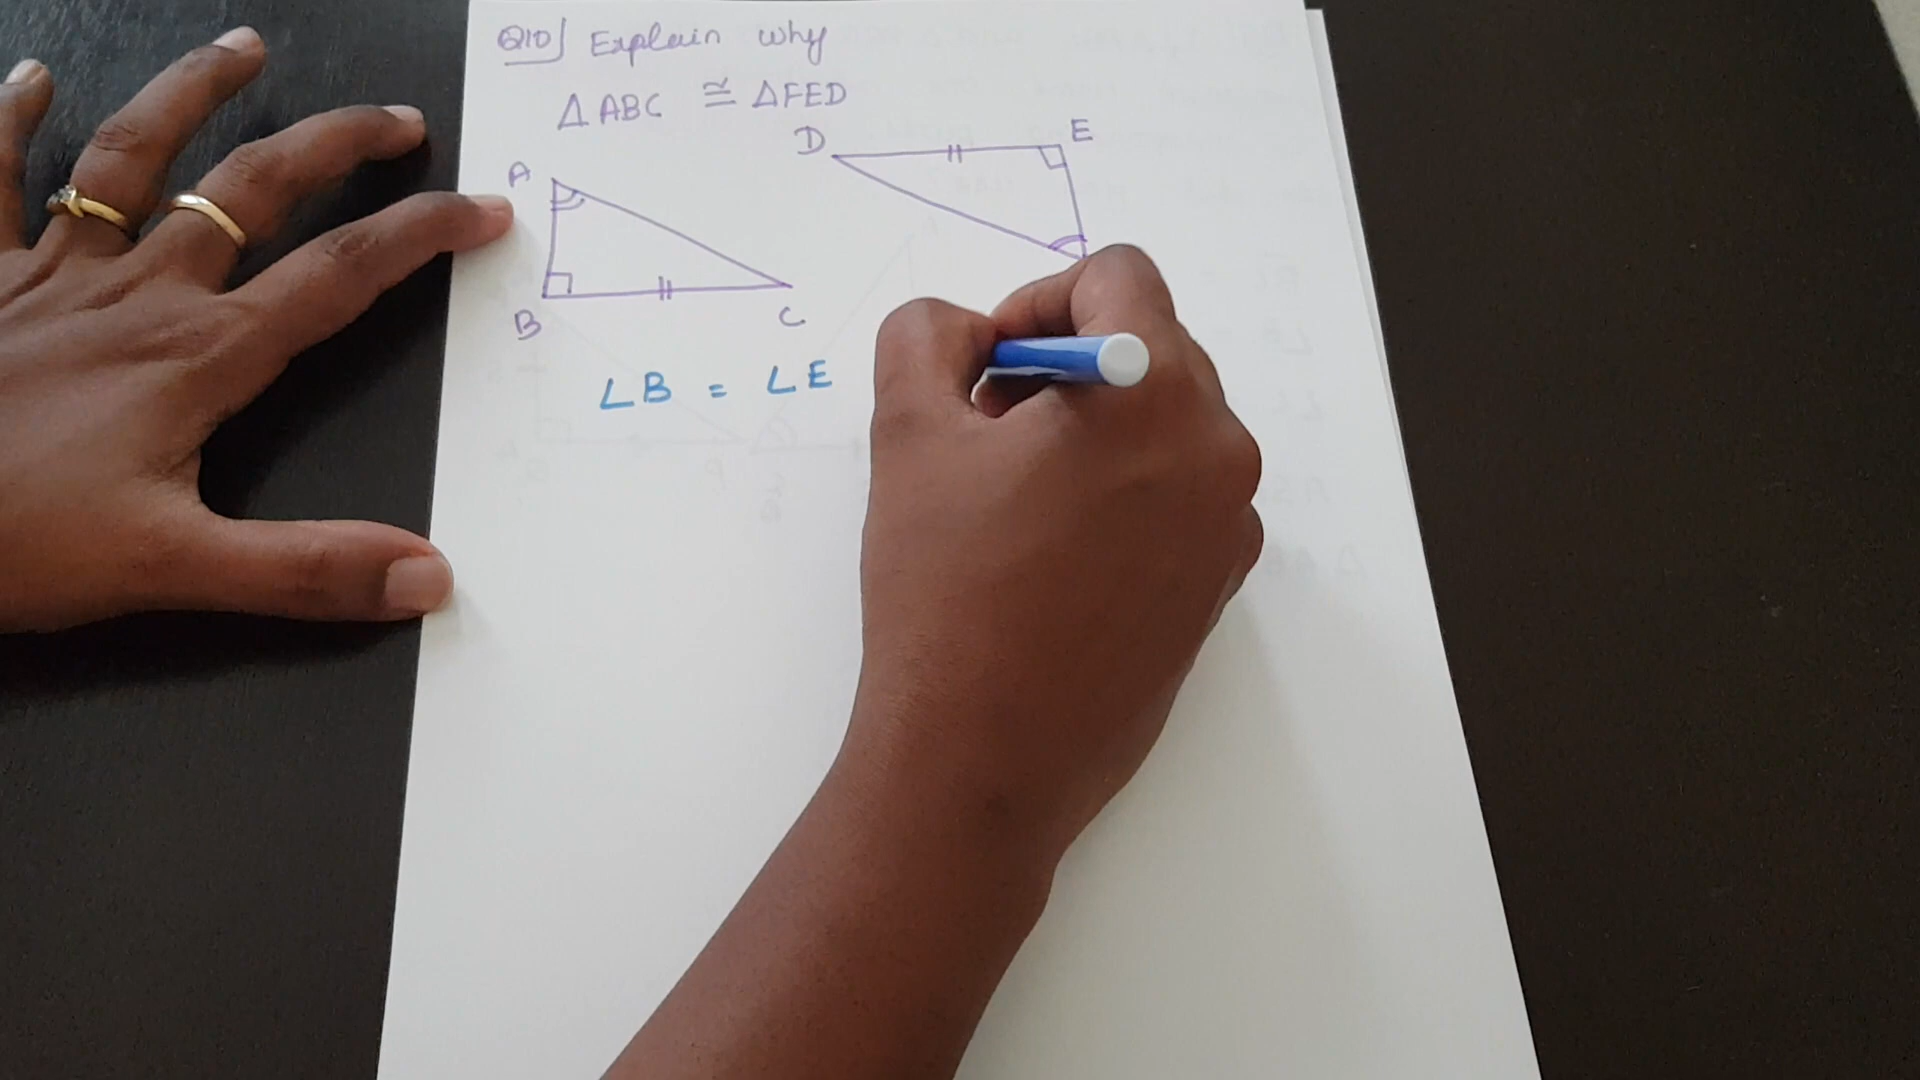 Q10) Explain why
△ABC ≅ △FED
D E
A
B C
∠B = ∠E